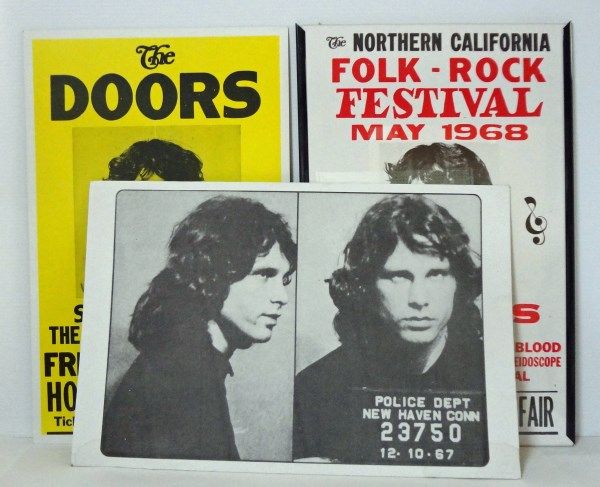 The
DOORS
S
THE
FR
HO
Tic
The NORTHERN CALIFORNIA
FOLK - ROCK
FESTIVAL
MAY 1968
S
BLOOD
EIDOSCOPE
AL
FAIR
POLICE DEPT
NEW HAVEN CONN
23750
12·10·67